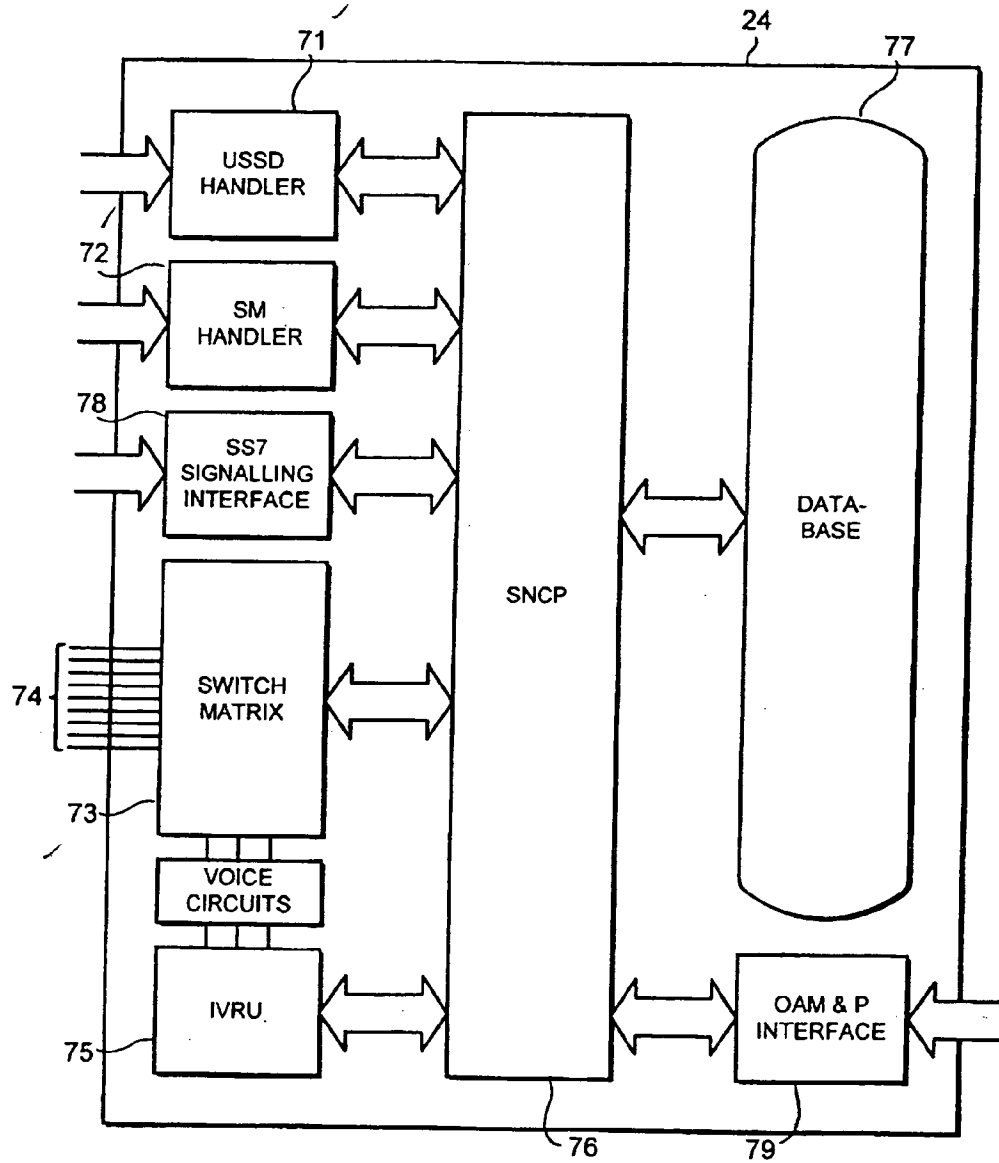 24
71
77
USSD
HANDLER
72
SM
HANDLER
78
SS7
SIGNALLING
INTERFACE
DATA-
BASE
SNCP
74
SWITCH
MATRIX
73
VOICE
CIRCUITS
IVRU
75
OAM & P
INTERFACE
76
79